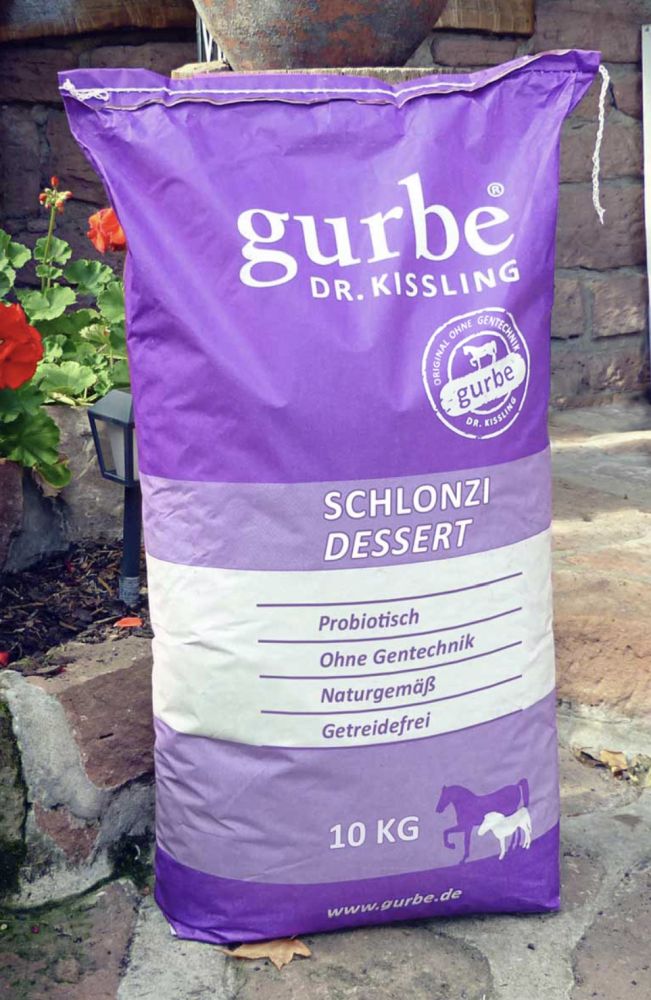 gurbe®
DR. KISSLING
ORIGINAL OHNE GENTECHNIK
gurbe
DR. KISSLING
SCHLONZI
DESSERT
Probiotisch
Ohne Gentechnik
Naturgemäß
Getreidefrei
10 KG
www.gurbe.de